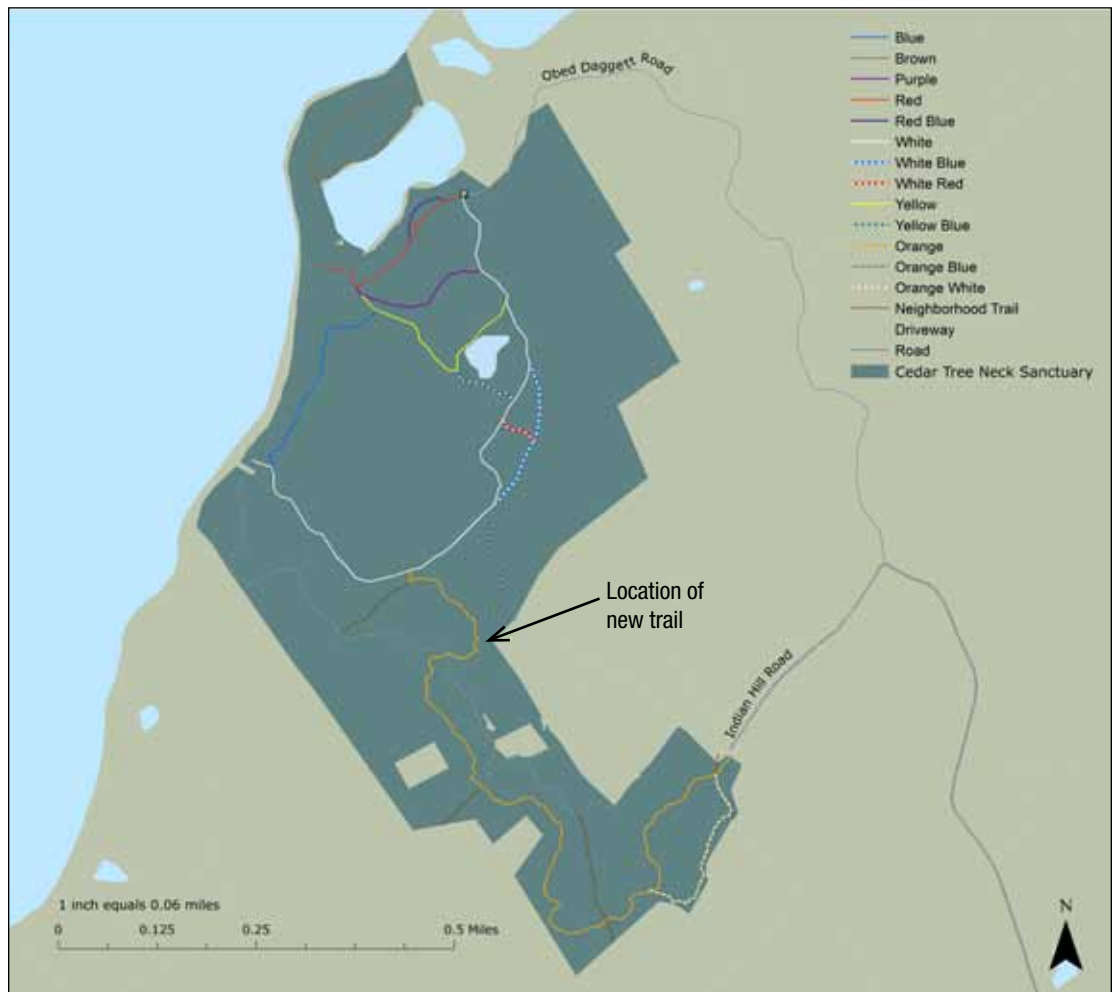 Obed Daggett Road
Blue
Brown
Purple
Red
Red Blue
White
White Blue
White Red
Yellow
Yellow Blue
Orange
Orange Blue
Orange White
Neighborhood Trail
Driveway
Road
Cedar Tree Neck Sanctuary
Location of
new trail
Indian Hill Road
1 inch equals 0.06 miles
0 0.125 0.25 0.5 Miles
N